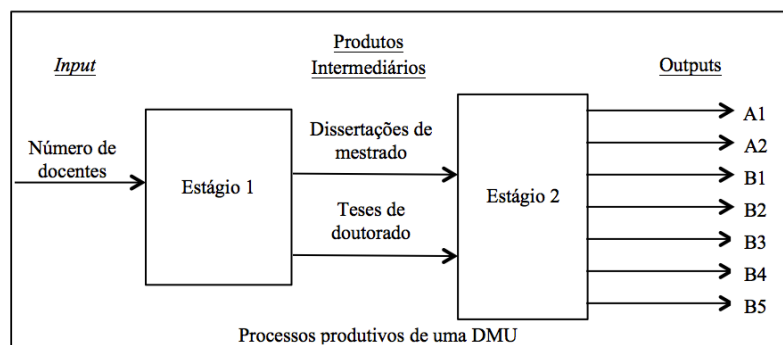 Input
Produtos
Intermediários
Outputs
Número de
docentes
Estágio 1
Dissertações de
mestrado
Teses de
doutorado
Estágio 2
A1
A2
B1
B2
B3
B4
B5
Processos produtivos de uma DMU